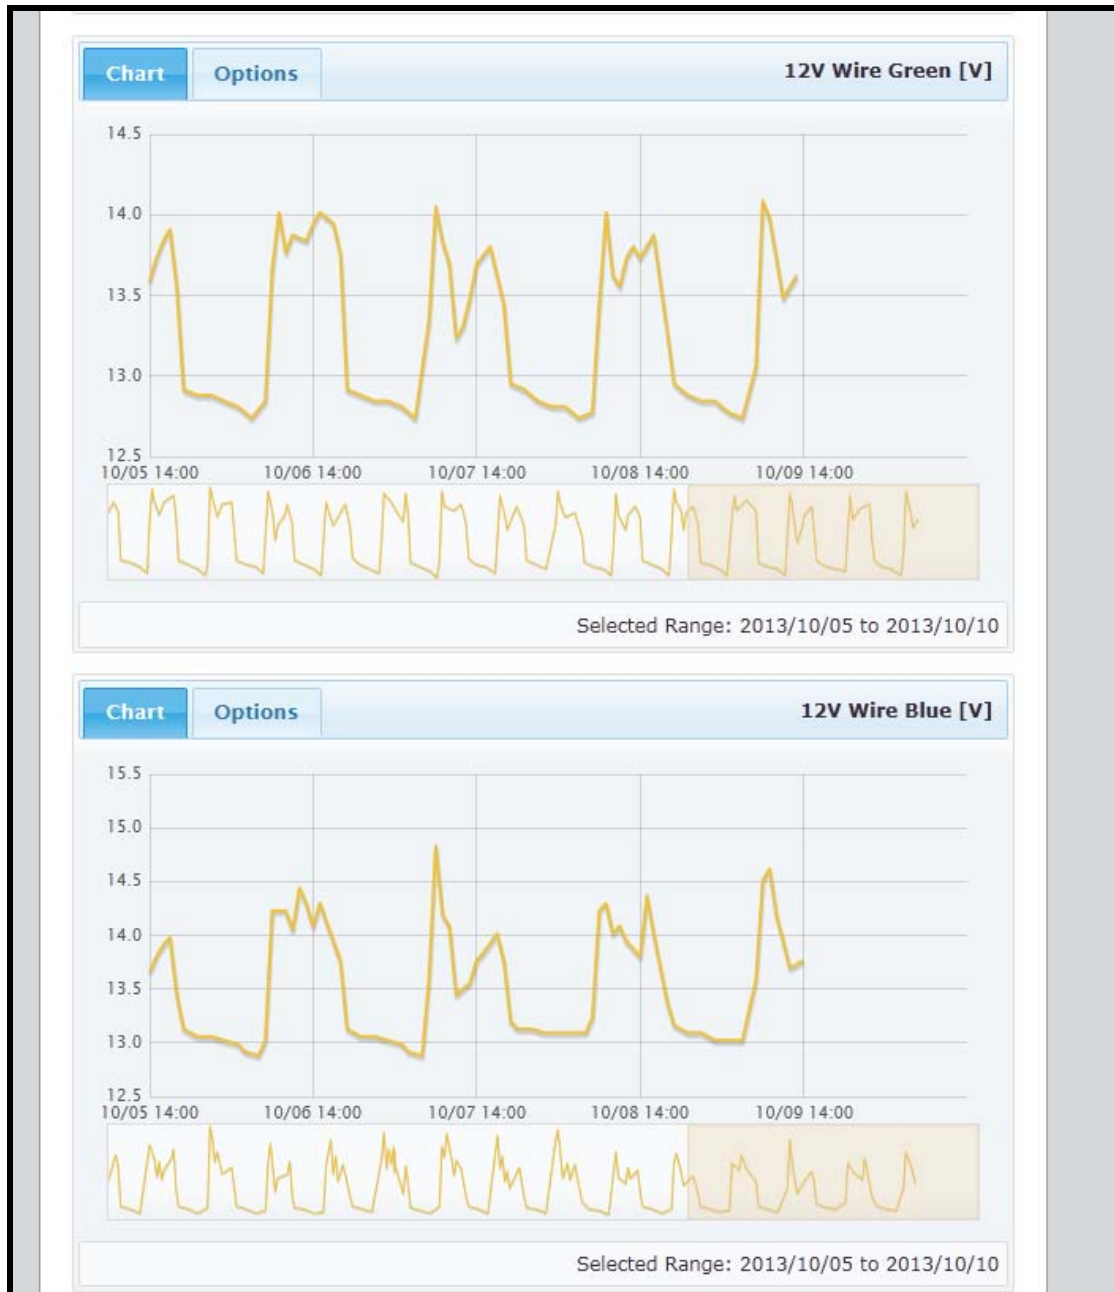 Chart Options 12V Wire Green [V]
14.5
14.0
13.5
13.0
12.5
10/05 14:00 10/06 14:00 10/07 14:00 10/08 14:00 10/09 14:00
Selected Range: 2013/10/05 to 2013/10/10
Chart Options 12V Wire Blue [V]
15.5
15.0
14.5
14.0
13.5
13.0
12.5
10/05 14:00 10/06 14:00 10/07 14:00 10/08 14:00 10/09 14:00
Selected Range: 2013/10/05 to 2013/10/10